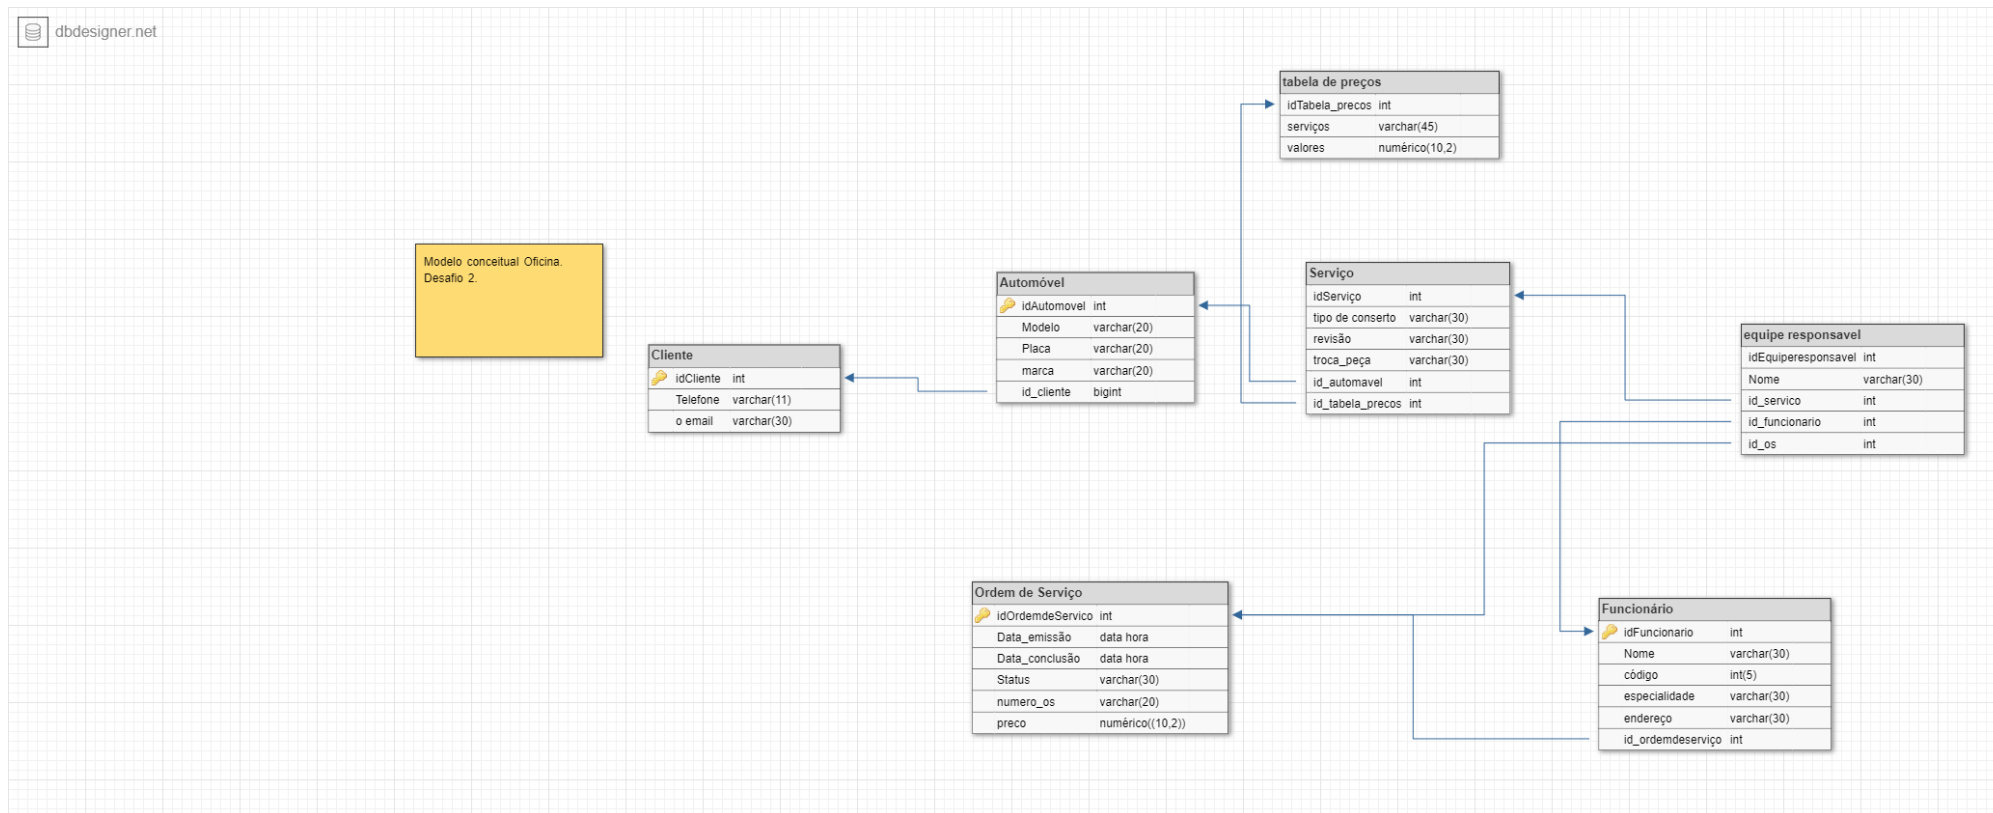 dbdesigner.net
tabela de preços
idTabela_precos int
serviços varchar(45)
valores numérico(10,2)
Modelo conceitual Oficina.
Desafio 2.
Cliente
idCliente int
Telefone varchar(11)
o email varchar(30)
Automóvel
idAutomovel int
Modelo varchar(20)
Placa varchar(20)
marca varchar(20)
id_cliente bigint
Serviço
idServiço int
tipo de conserto varchar(30)
revisão varchar(30)
troca_peça varchar(30)
id_automavel int
id_tabela_precos int
equipe responsavel
idEquiperesponsavel int
Nome varchar(30)
id_servico int
id_funcionario int
id_os int
Ordem de Serviço
idOrdemdeServico int
Data_emissão data hora
Data_conclusão data hora
Status varchar(30)
numero_os varchar(20)
preco numérico((10,2))
Funcionário
idFuncionario int
Nome varchar(30)
código int(5)
especialidade varchar(30)
endereço varchar(30)
id_ordemdeserviço int